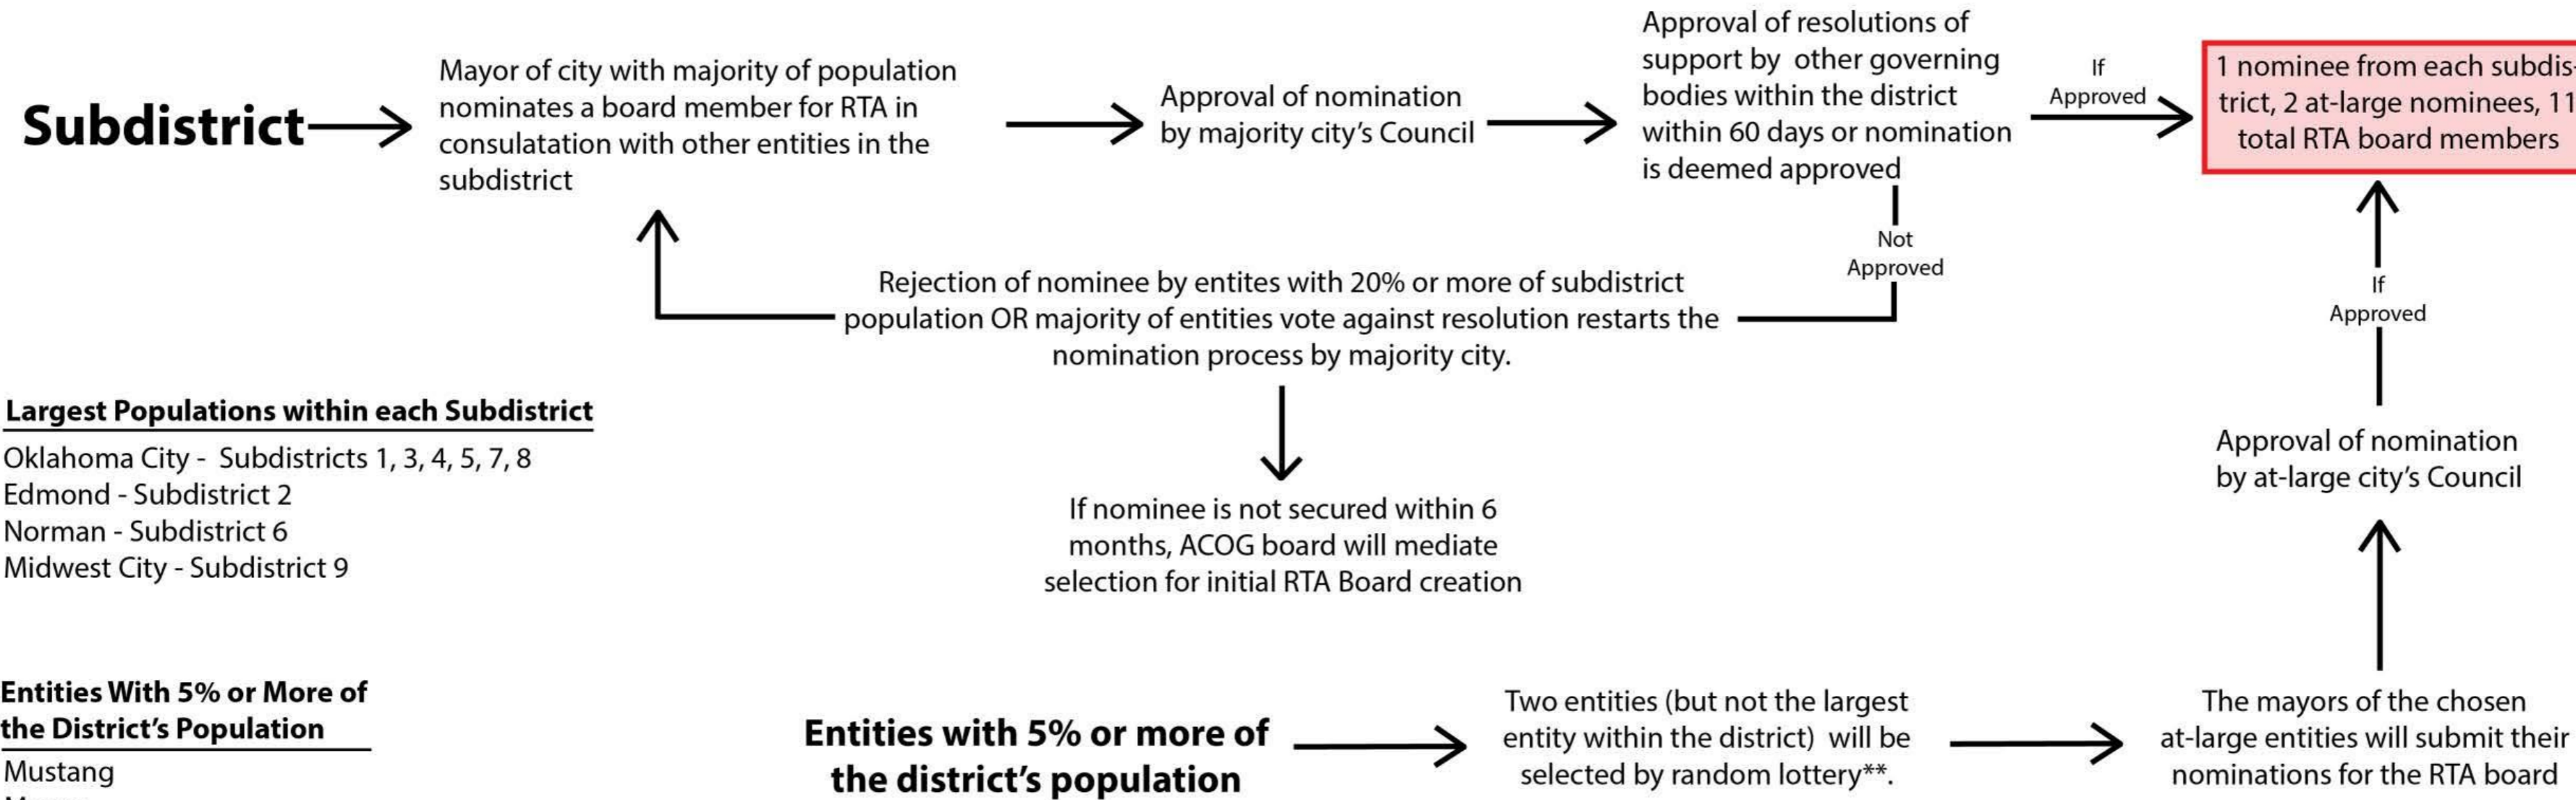 Subdistrict
Mayor of city with majority of population
nominates a board member for RTA in
consulatation with other entities in the
subdistrict
Approval of nomination
by majority city's Council
Approval of resolutions of
support by other governing
bodies within the district
within 60 days or nomination
is deemed approved
If
Approved
1 nominee from each subdis-
trict, 2 at-large nominees, 11
total RTA board members
Not
Approved
Rejection of nominee by entites with 20% or more of subdistrict
population OR majority of entities vote against resolution restarts the
nomination process by majority city.
If
Approved
Largest Populations within each Subdistrict
Oklahoma City - Subdistricts 1, 3, 4, 5, 7, 8
Edmond - Subdistrict 2
Norman - Subdistrict 6
Midwest City - Subdistrict 9
If nominee is not secured within 6
months, ACOG board will mediate
selection for initial RTA Board creation
Approval of nomination
by at-large city's Council
Entities With 5% or More of
the District's Population
Mustang
Entities with 5% or more of
the district's population
Two entities (but not the largest
entity within the district) will be
selected by random lottery**.
The mayors of the chosen
at-large entities will submit their
nominations for the RTA board